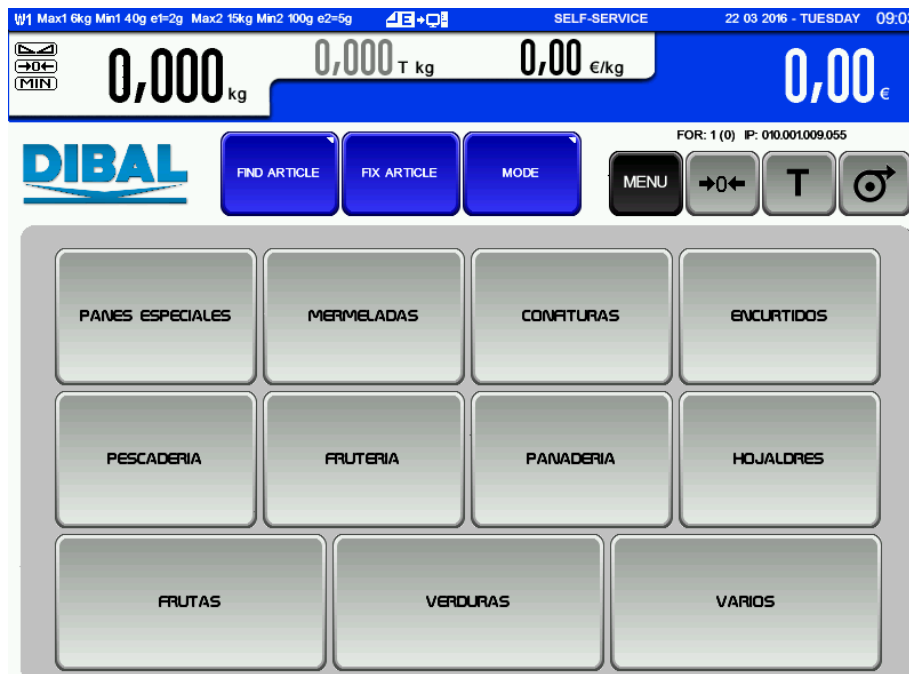 W1 Max1 6kg Min1 40g e1=2g Max2 15kg Min2 100g e2=5g E SELF-SERVICE 22 03 2016 - TUESDAY 09:03
0,000 kg 0,000 T kg 0,00 €/kg 0,00 €
→0←
MIN
FOR: 1 (0) IP: 010.001.009.055
DIBAL FIND ARTICLE FIX ARTICLE MODE MENU →0← T
PANES ESPECIALES MERMELADAS CONFITURAS ENCURTIDOS
PESCADERIA FRUTERIA PANADERIA HOJALDRES
FRUTAS VERDURAS VARIOS